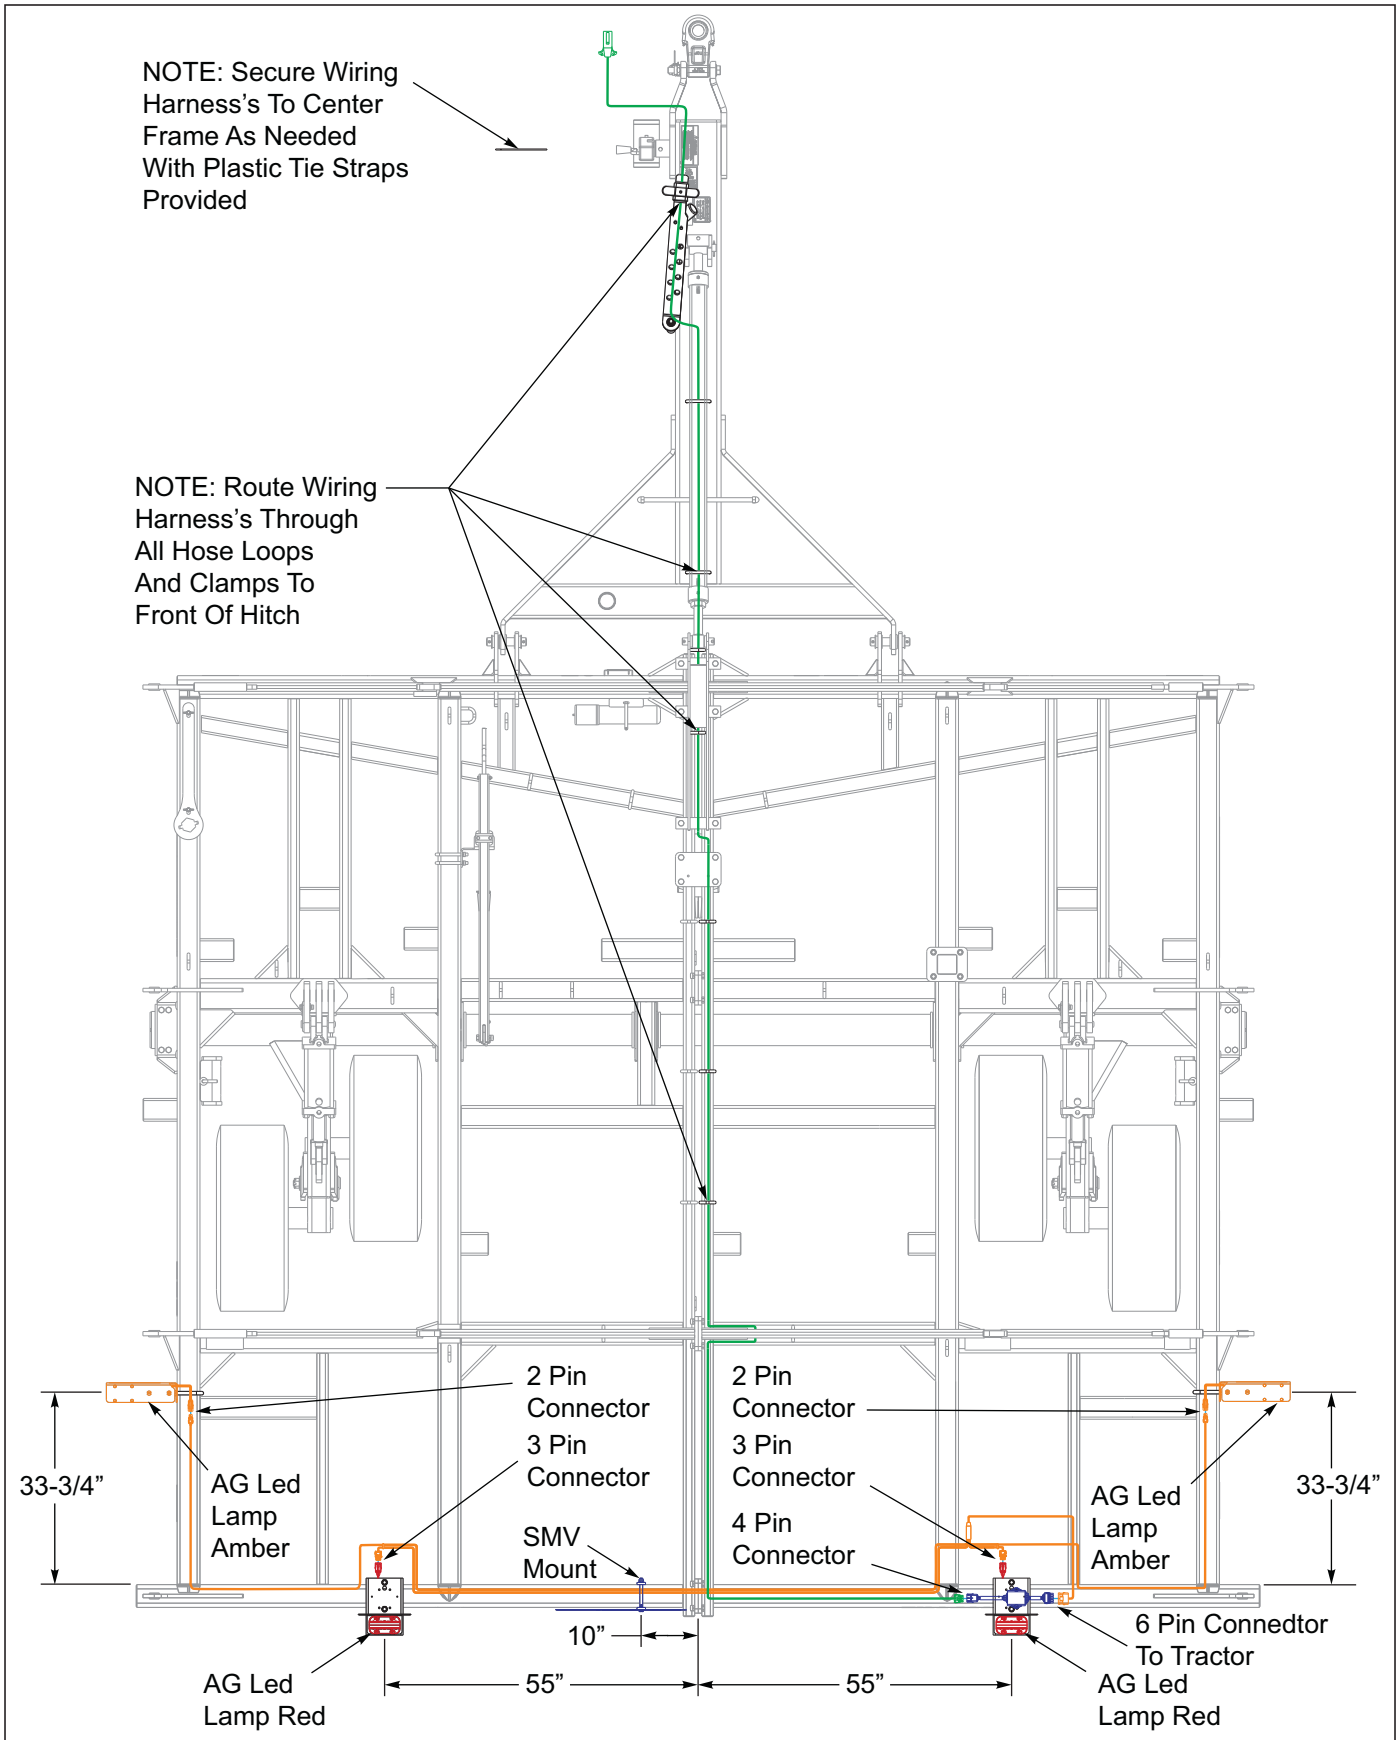 NOTE: Secure Wiring
Harness’s To Center
Frame As Needed
With Plastic Tie Straps
Provided
NOTE: Route Wiring
Harness’s Through
All Hose Loops
And Clamps To
Front Of Hitch
2 Pin
Connector
3 Pin
Connector
2 Pin
Connector
3 Pin
Connector
4 Pin
Connector
33-3/4”
AG Led
Lamp
Amber
SMV
Mount
AG Led
Lamp
Amber
33-3/4”
10”
6 Pin Connedtor
To Tractor
55”
55”
AG Led
Lamp Red
AG Led
Lamp Red